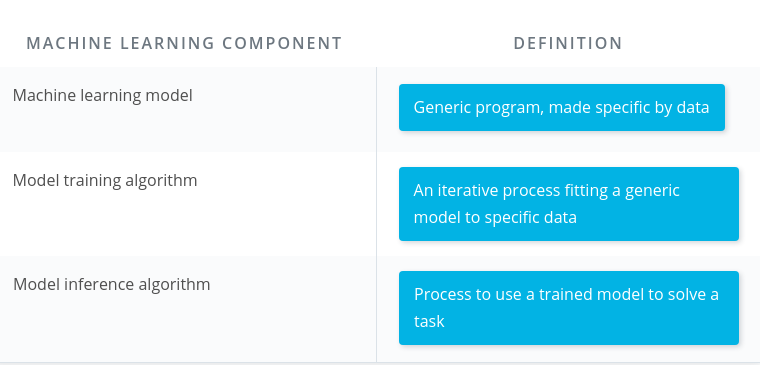 MACHINE LEARNING COMPONENT DEFINITION
Machine learning model
Generic program, made specific by data
Model training algorithm
An iterative process fitting a generic
model to specific data
Model inference algorithm
Process to use a trained model to solve a
task